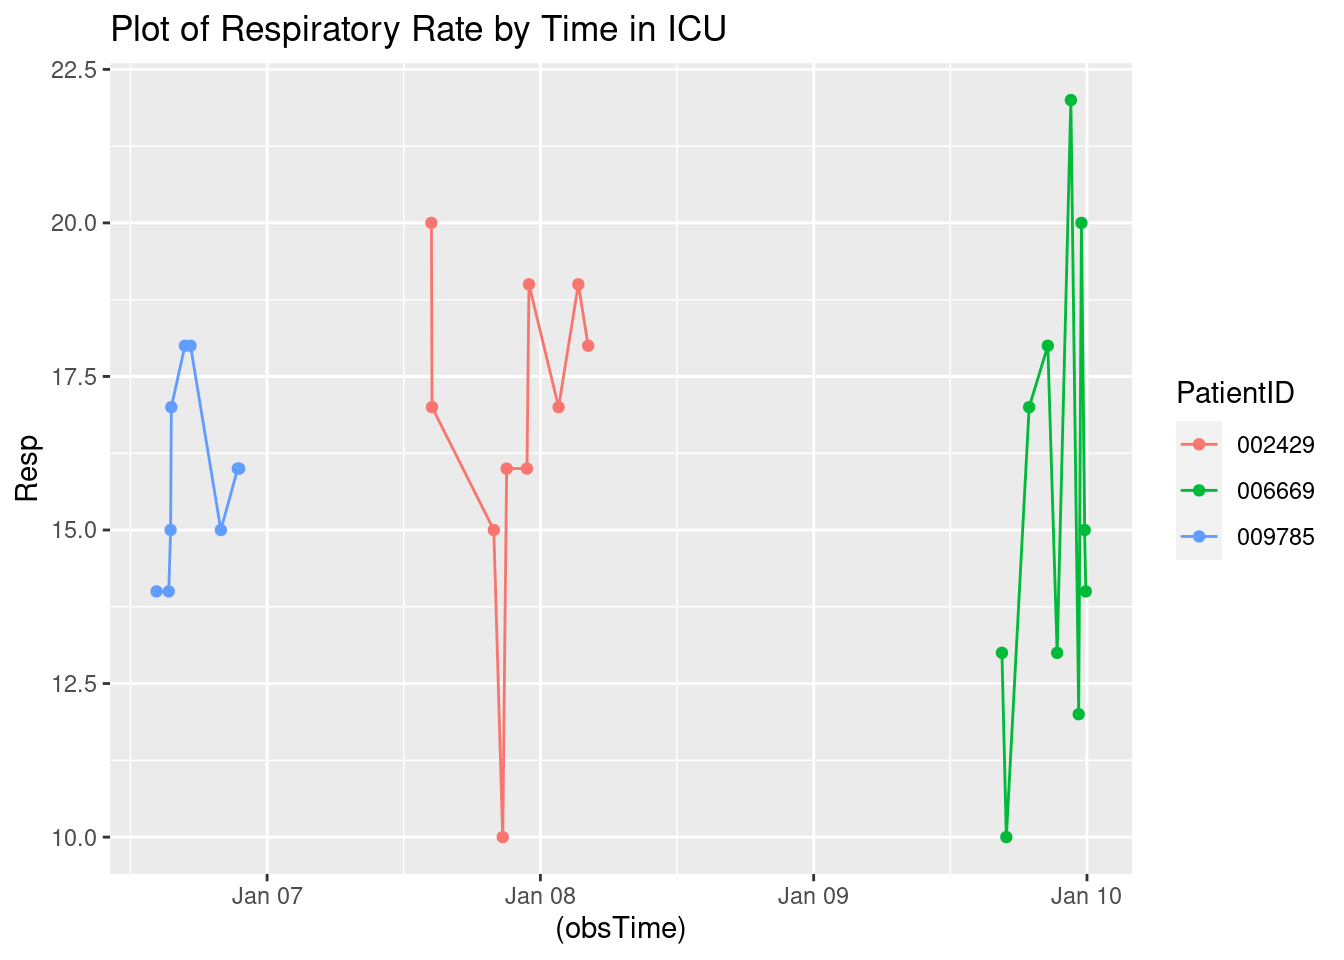 Plot of Respiratory Rate by Time in ICU
22.5
20.0
17.5
15.0
12.5
10.0
Resp
Jan 07
Jan 08
Jan 09
Jan 10
(obsTime)
PatientID
002429
006669
009785